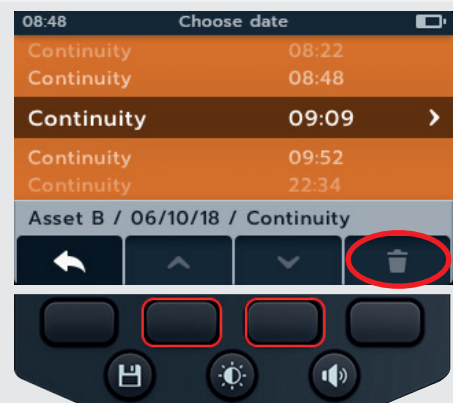 08:48 Choose date
Continuity 08:22
Continuity 08:48
Continuity 09:09
Continuity 09:52
Continuity 22:34
Asset B / 06/10/18 / Continuity